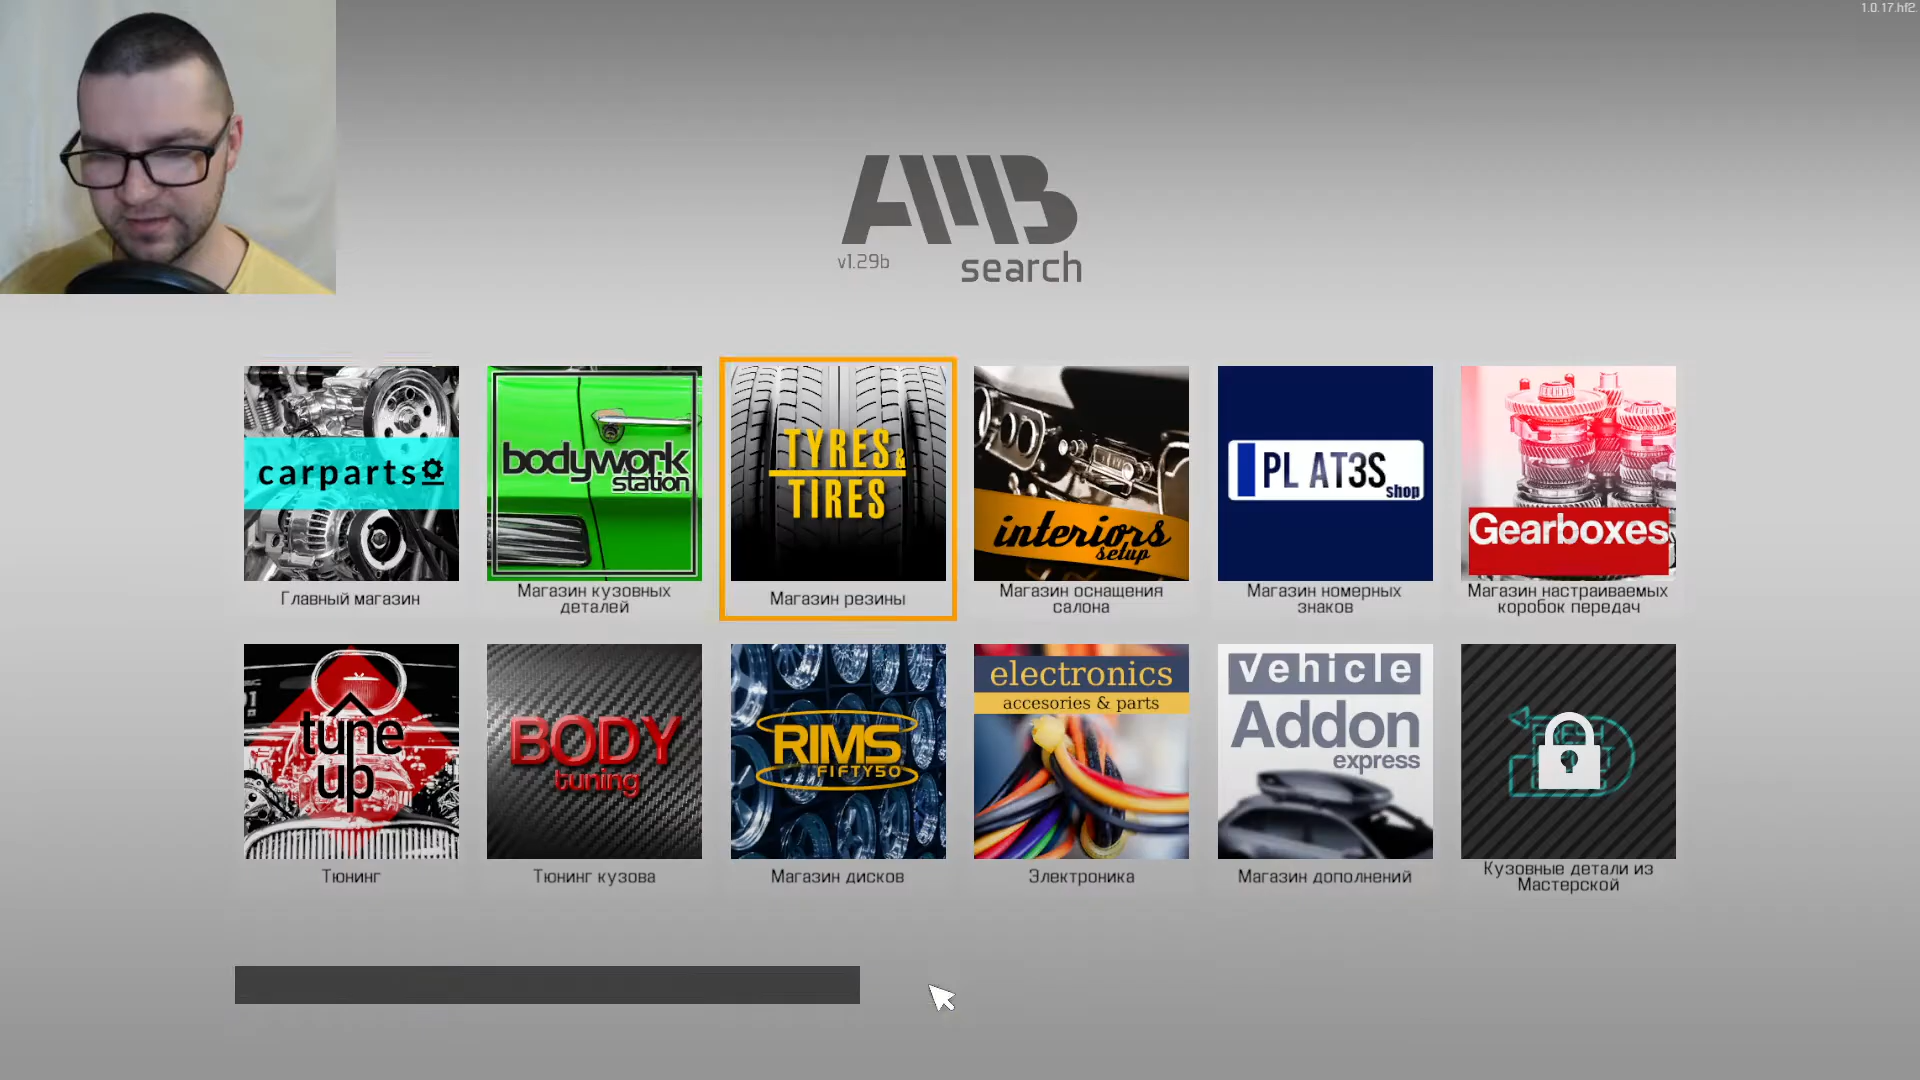 1.0.17.hf2
AMB
v1.29b
search
carparts
Главный магазин
bodywork
station
Магазин кузовных
деталей
TYRES &
TIRES
Магазин резины
interiors
setup
Магазин оснащения
салона
PL AT3S
shop
Магазин номерных
знаков
Gearboxes
Магазин настраиваемых
коробок передач
tune
up
Тюнинг
BODY
tuning
Тюнинг кузова
RIMS
FIFTY50
Магазин дисков
electronics
accesories & parts
Электроника
vehicle
Addon
express
Магазин дополнений
Кузовные детали из
Мастерской